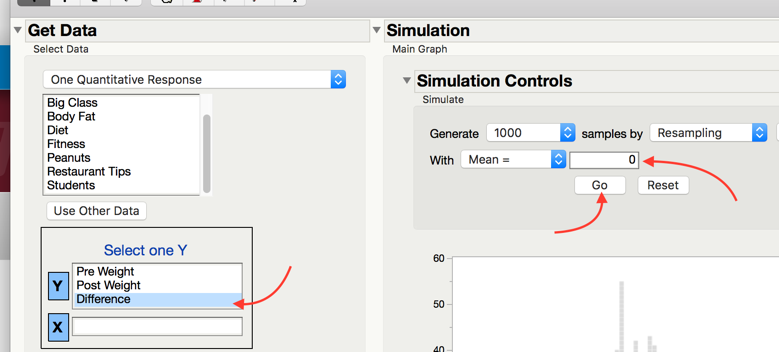 Get Data
Select Data
One Quantitative Response
Big Class
Body Fat
Diet
Fitness
Peanuts
Restaurant Tips
Students
Use Other Data
Select one Y
Y
Pre Weight
Post Weight
Difference
X
Simulation
Main Graph
Simulation Controls
Simulate
Generate 1000 samples by Resampling
With Mean = 0
Go Reset
60
50
40